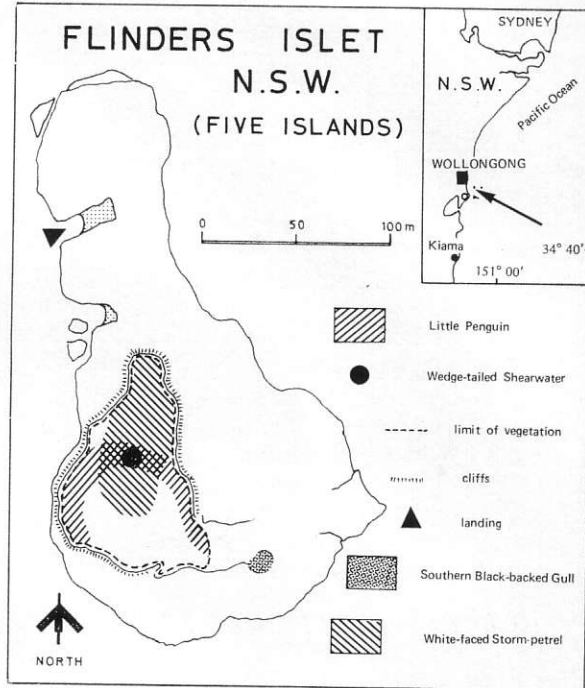 FLINDERS ISLET
N.S.W.
(FIVE ISLANDS)
0 50 100 m
SYDNEY
N.S.W.
Pacific Ocean
WOLLONGONG
Kiama
34° 40'
151° 00'
Little Penguin
Wedge-tailed Shearwater
limit of vegetation
cliffs
landing
Southern Black-backed Gull
White-faced Storm-petrel
NORTH